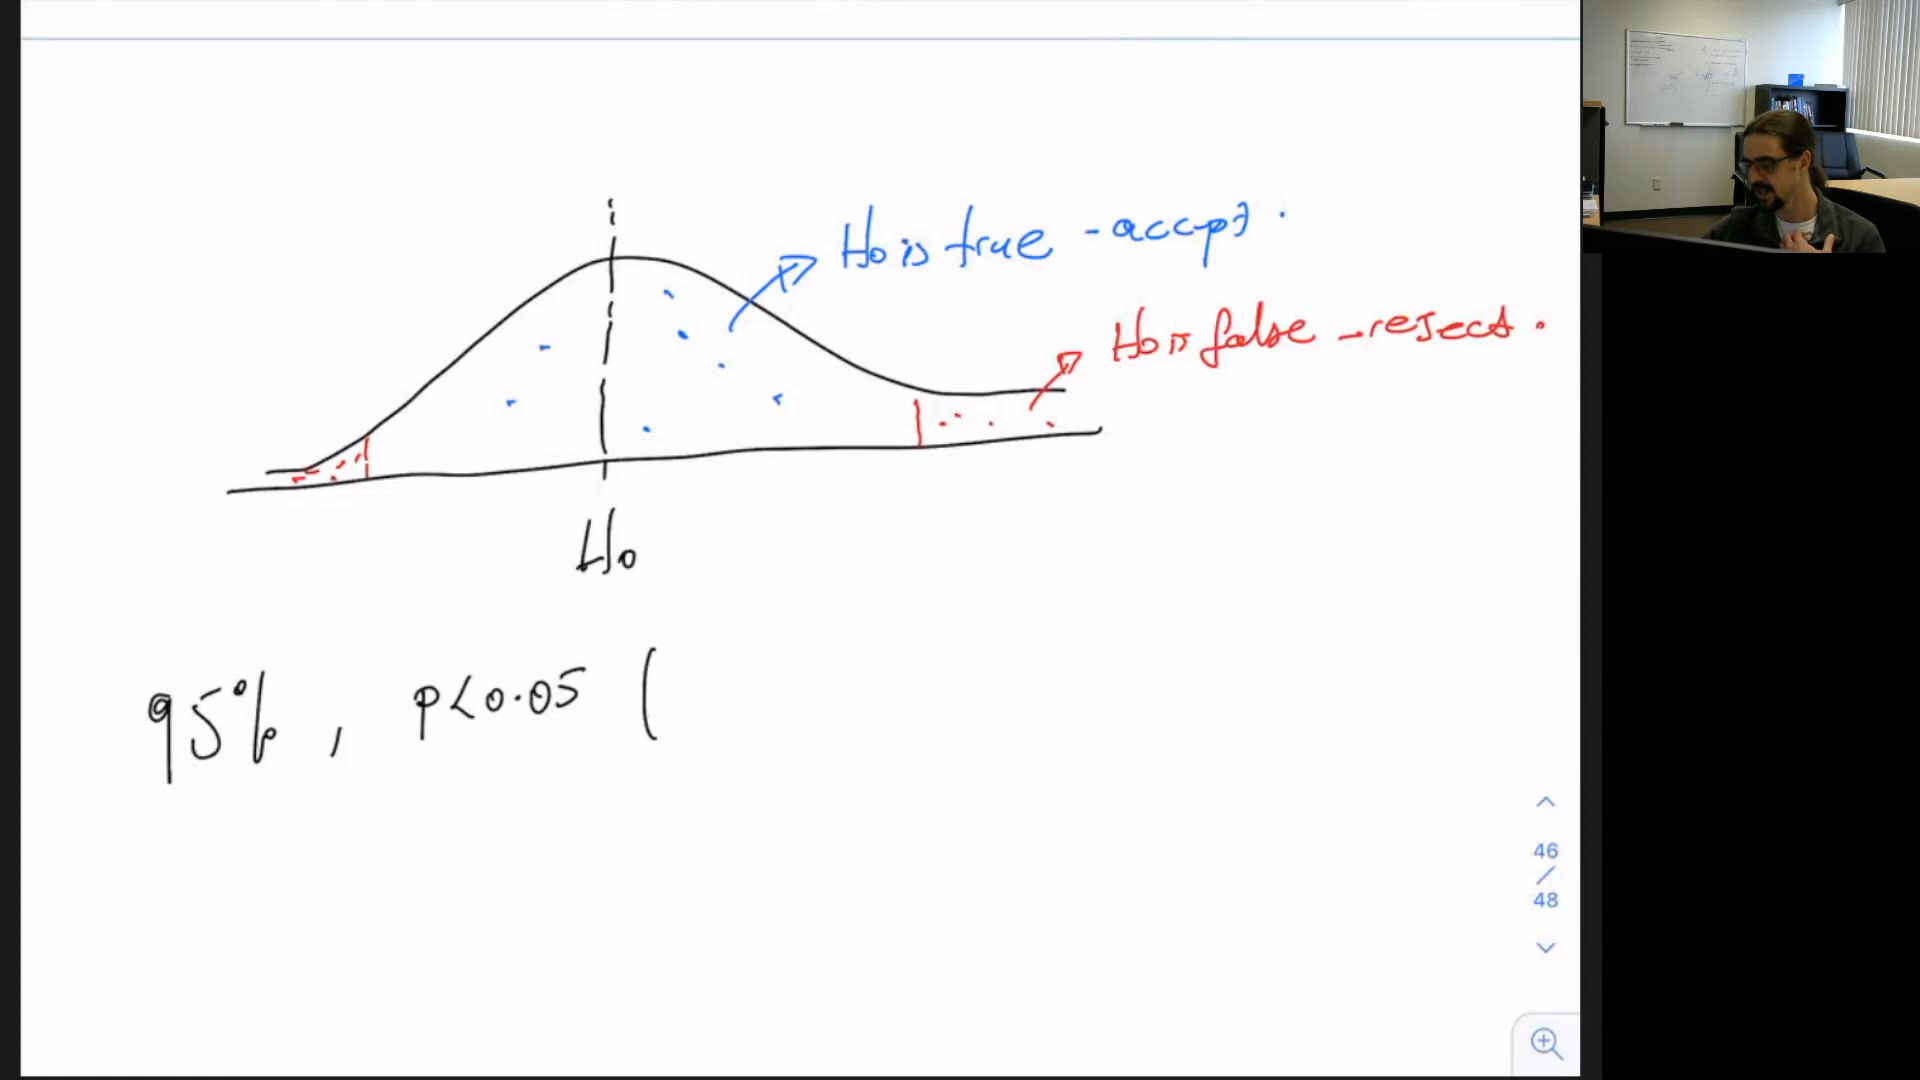 Ho is true - accept.
Ho is false - reject.
Ho
95%, p<0.05 (
46
/
48